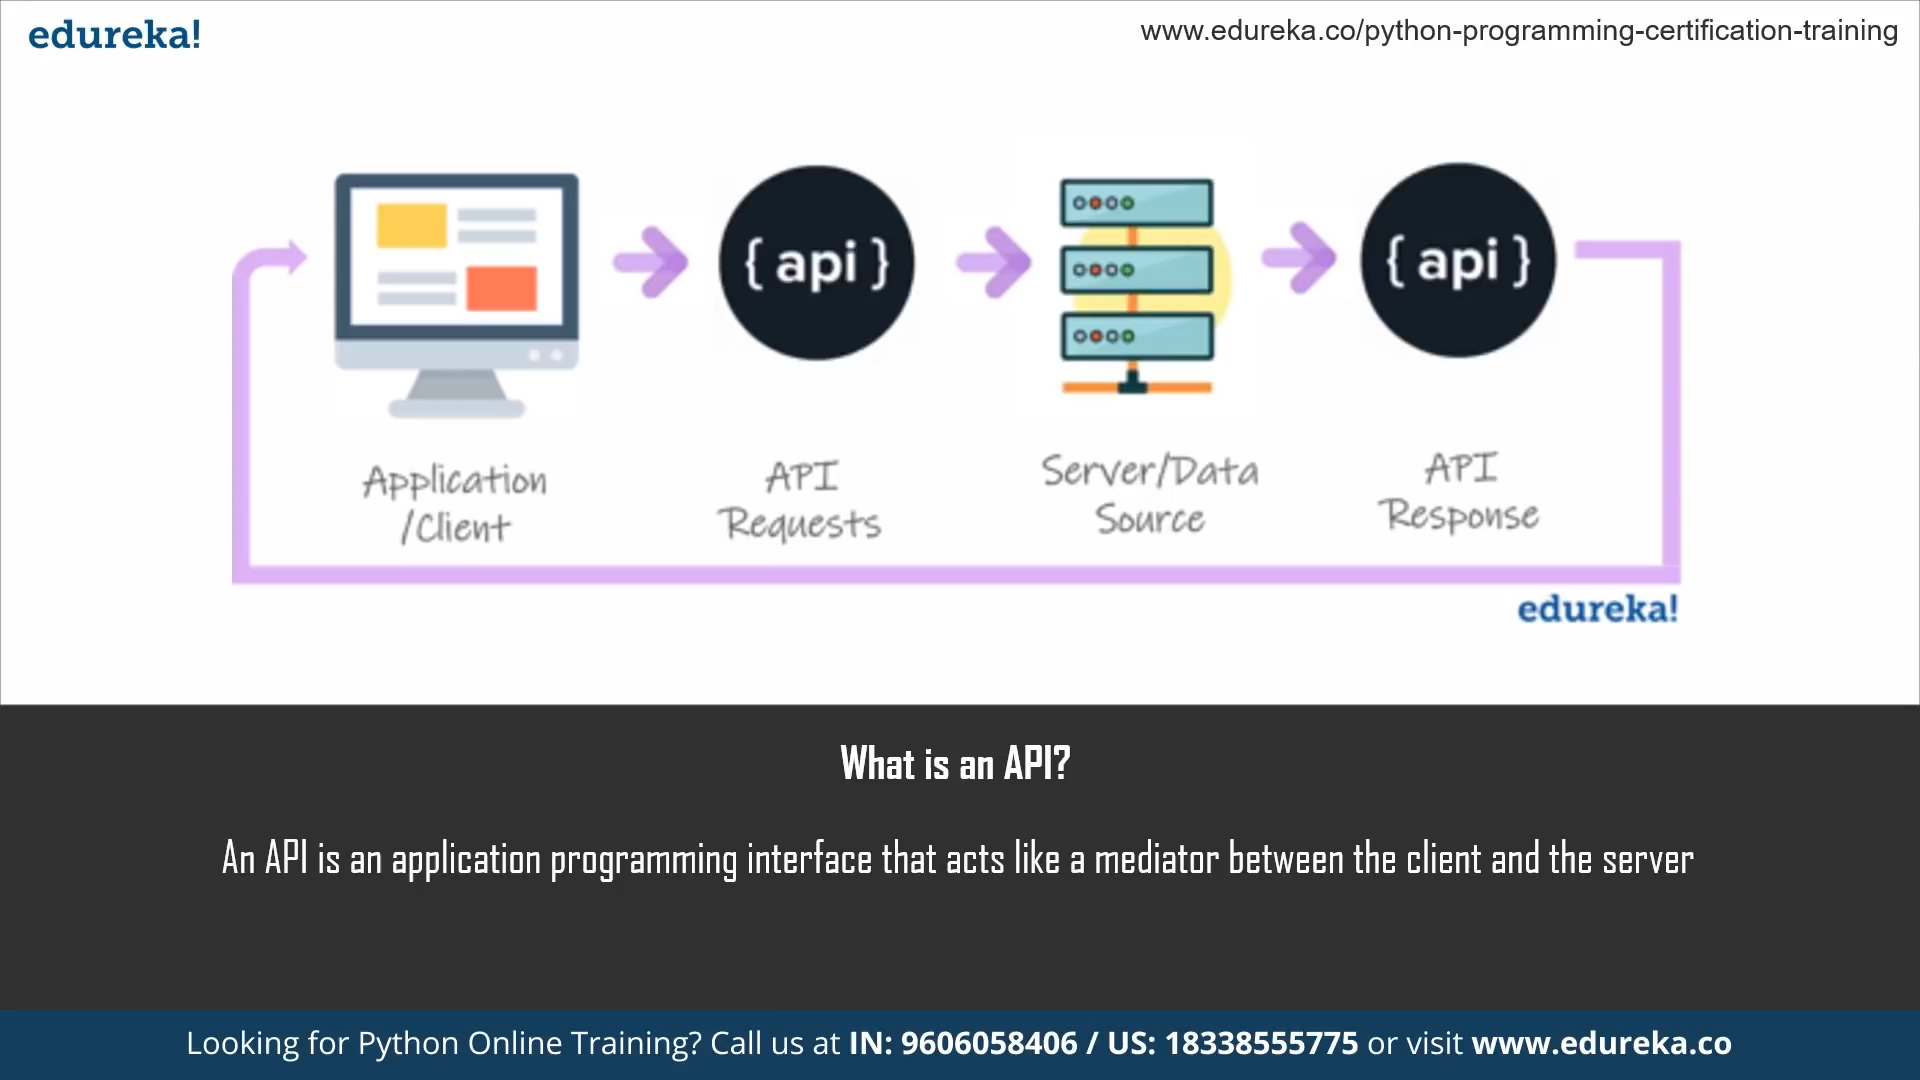 edureka!
www.edureka.co/python-programming-certification-training
{ api }
{ api }
Application
/Client
API
Requests
Server/Data
Source
API
Response
edureka!
What is an API?
An API is an application programming interface that acts like a mediator between the client and the server
Looking for Python Online Training? Call us at IN: 9606058406 / US: 18338555775 or visit www.edureka.co